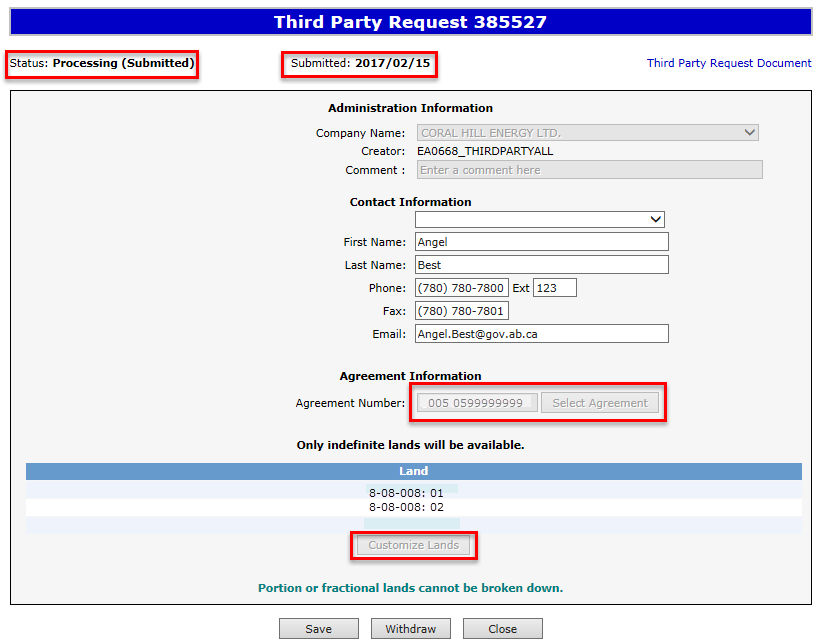 Third Party Request 385527
Status: Processing (Submitted) Submitted: 2017/02/15 Third Party Request Document
Administration Information
Company Name: CORAL HILL ENERGY LTD.
Creator: EA0668_THIRDPARTYALL
Comment : Enter a comment here
Contact Information
First Name: Angel
Last Name: Best
Phone: (780) 780-7800 Ext 123
Fax: (780) 780-7801
Email: Angel.Best@gov.ab.ca
Agreement Information
Agreement Number: 005 0599999999 Select Agreement
Only indefinite lands will be available.
Land
8-08-008: 01
8-08-008: 02
Customize Lands
Portion or fractional lands cannot be broken down.
Save Withdraw Close